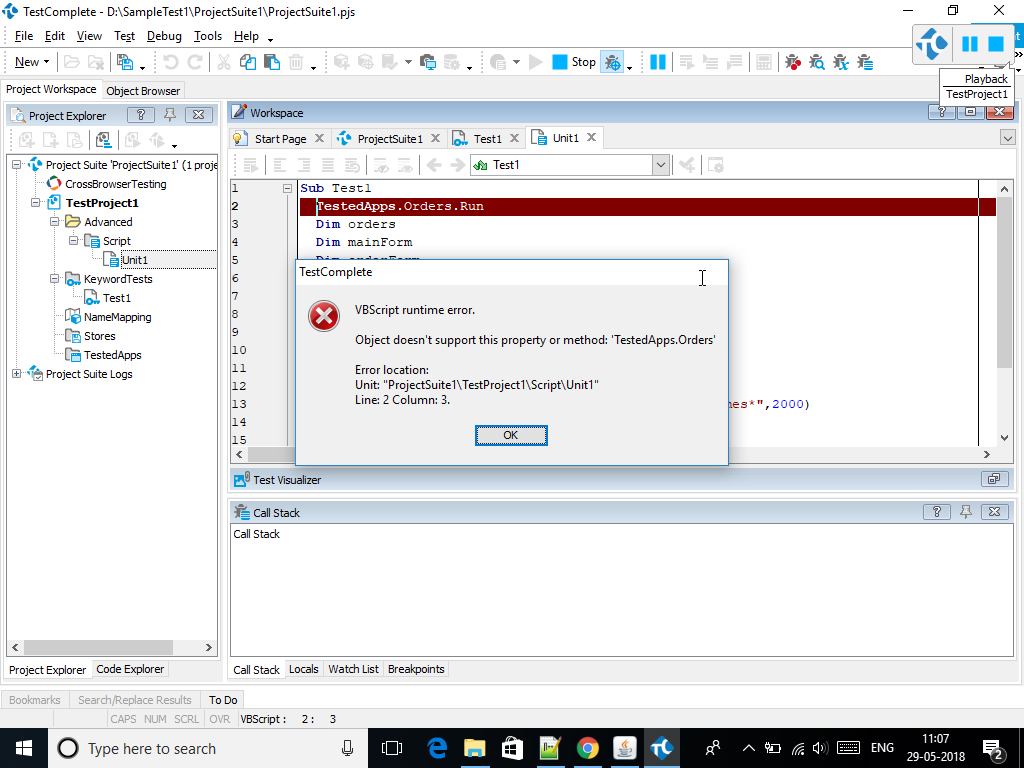 TestComplete - D:\SampleTest1\ProjectSuite1\ProjectSuite1.pjs
File Edit View Test Debug Tools Help
New
Stop
Playback
TestProject1
Project Workspace Object Browser
Project Explorer
Project Suite 'ProjectSuite1' (1 proje
CrossBrowserTesting
TestProject1
Advanced
Script
Unit1
KeywordTests
Test1
NameMapping
Stores
TestedApps
Project Suite Logs
Project Explorer Code Explorer
Workspace
Start Page ProjectSuite1 Test1 Unit1
Test1
1 Sub Test1
2 TestedApps.Orders.Run
3 Dim orders
4 Dim mainForm
5
6
7
8
9
10
11
12
13 mes*",2000)
14
15
TestComplete
VBScript runtime error.
Object doesn't support this property or method: 'TestedApps.Orders'
Error location:
Unit: "ProjectSuite1\TestProject1\Script\Unit1"
Line: 2 Column: 3.
OK
Test Visualizer
Call Stack
Call Stack
Call Stack Locals Watch List Breakpoints
Bookmarks Search/Replace Results To Do
CAPS NUM SCRL OVR VBScript : 2 : 3
Type here to search
ENG
11:07
29-05-2018
2